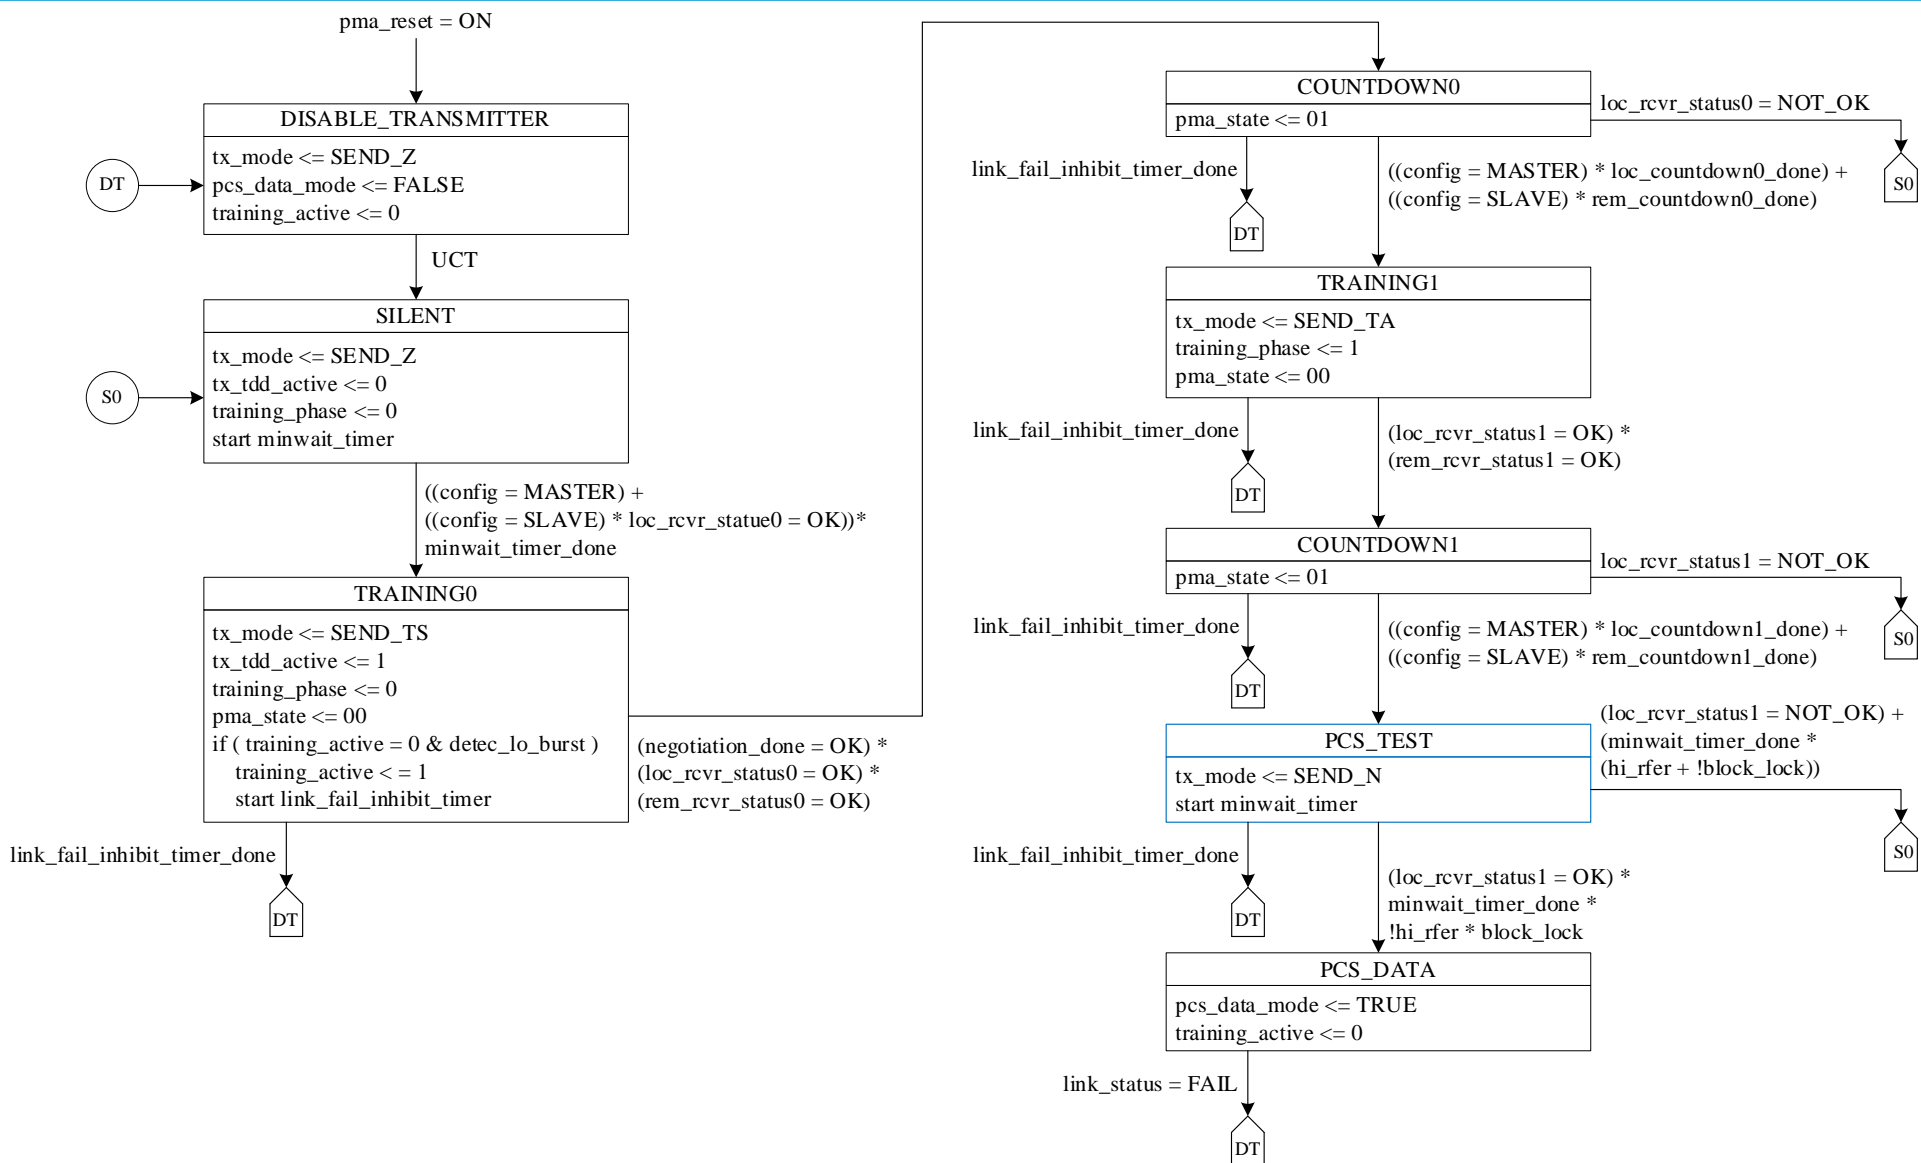 pma_reset = ON
DISABLE_TRANSMITTER
tx_mode <= SEND_Z
pcs_data_mode <= FALSE
training_active <= 0
DT
UCT
SILENT
tx_mode <= SEND_Z
tx_tdd_active <= 0
training_phase <= 0
start minwait_timer
S0
((config = MASTER) +
((config = SLAVE) * loc_rcvr_statue0 = OK))*
minwait_timer_done
TRAINING0
tx_mode <= SEND_TS
tx_tdd_active <= 1
training_phase <= 0
pma_state <= 00
if ( training_active = 0 & detec_lo_burst )
training_active < = 1
start link_fail_inhibit_timer
(negotiation_done = OK) *
(loc_rcvr_status0 = OK) *
(rem_rcvr_status0 = OK)
link_fail_inhibit_timer_done
DT
COUNTDOWN0
pma_state <= 01
loc_rcvr_status0 = NOT_OK
S0
link_fail_inhibit_timer_done
DT
((config = MASTER) * loc_countdown0_done) +
((config = SLAVE) * rem_countdown0_done)
TRAINING1
tx_mode <= SEND_TA
training_phase <= 1
pma_state <= 00
link_fail_inhibit_timer_done
DT
(loc_rcvr_status1 = OK) *
(rem_rcvr_status1 = OK)
COUNTDOWN1
pma_state <= 01
loc_rcvr_status1 = NOT_OK
S0
link_fail_inhibit_timer_done
DT
((config = MASTER) * loc_countdown1_done) +
((config = SLAVE) * rem_countdown1_done)
PCS_TEST
tx_mode <= SEND_N
start minwait_timer
(loc_rcvr_status1 = NOT_OK) +
(minwait_timer_done *
(hi_rfer + !block_lock))
S0
link_fail_inhibit_timer_done
DT
(loc_rcvr_status1 = OK) *
minwait_timer_done *
!hi_rfer * block_lock
PCS_DATA
pcs_data_mode <= TRUE
training_active <= 0
link_status = FAIL
DT